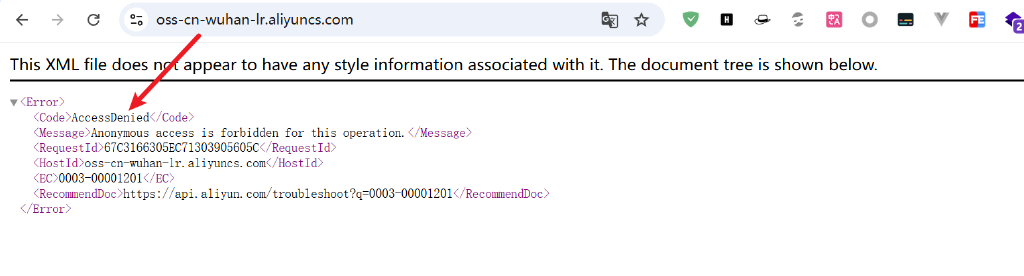 oss-cn-wuhan-lr.aliyuncs.com
This XML file does not appear to have any style information associated with it. The document tree is shown below.
▼<Error>
<Code>AccessDenied</Code>
<Message>Anonymous access is forbidden for this operation.</Message>
<RequestId>67C3166305EC71303905605C</RequestId>
<HostId>oss-cn-wuhan-lr.aliyuncs.com</HostId>
<EC>0003-00001201</EC>
<RecommendDoc>https://api.aliyun.com/troubleshoot?q=0003-00001201</RecommendDoc>
</Error>